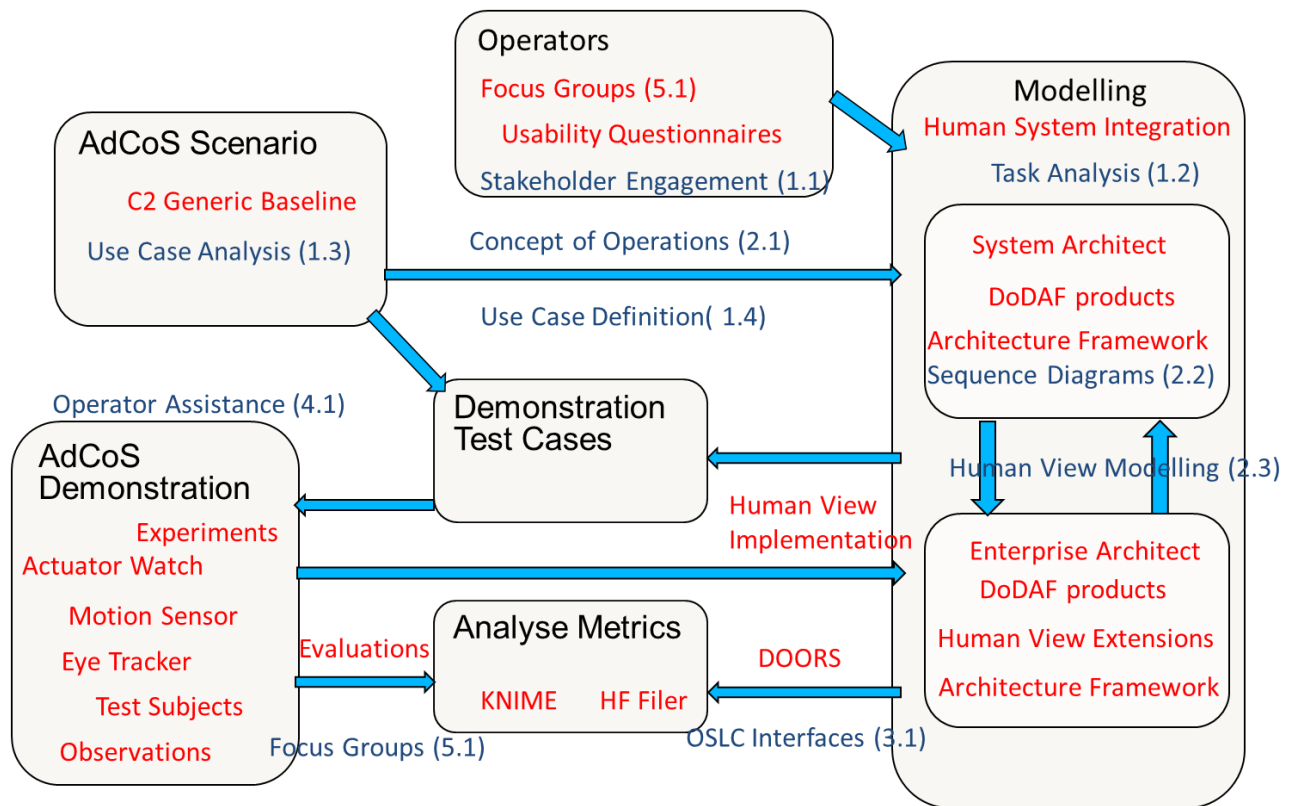 Operators
Focus Groups (5.1)
Usability Questionnaires
Stakeholder Engagement (1.1)
AdCoS Scenario
C2 Generic Baseline
Use Case Analysis (1.3)
Concept of Operations (2.1)
Use Case Definition( 1.4)
Modelling
Human System Integration
Task Analysis (1.2)
System Architect
DoDAF products
Architecture Framework
Sequence Diagrams (2.2)
Human View Modelling (2.3)
Enterprise Architect
DoDAF products
Human View Extensions
Architecture Framework
Demonstration
Test Cases
Human View
Implementation
Operator Assistance (4.1)
AdCoS
Demonstration
Experiments
Actuator Watch
Motion Sensor
Eye Tracker
Test Subjects
Observations
Evaluations
Focus Groups (5.1)
Analyse Metrics
KNIME
HF Filer
DOORS
OSLC Interfaces (3.1)